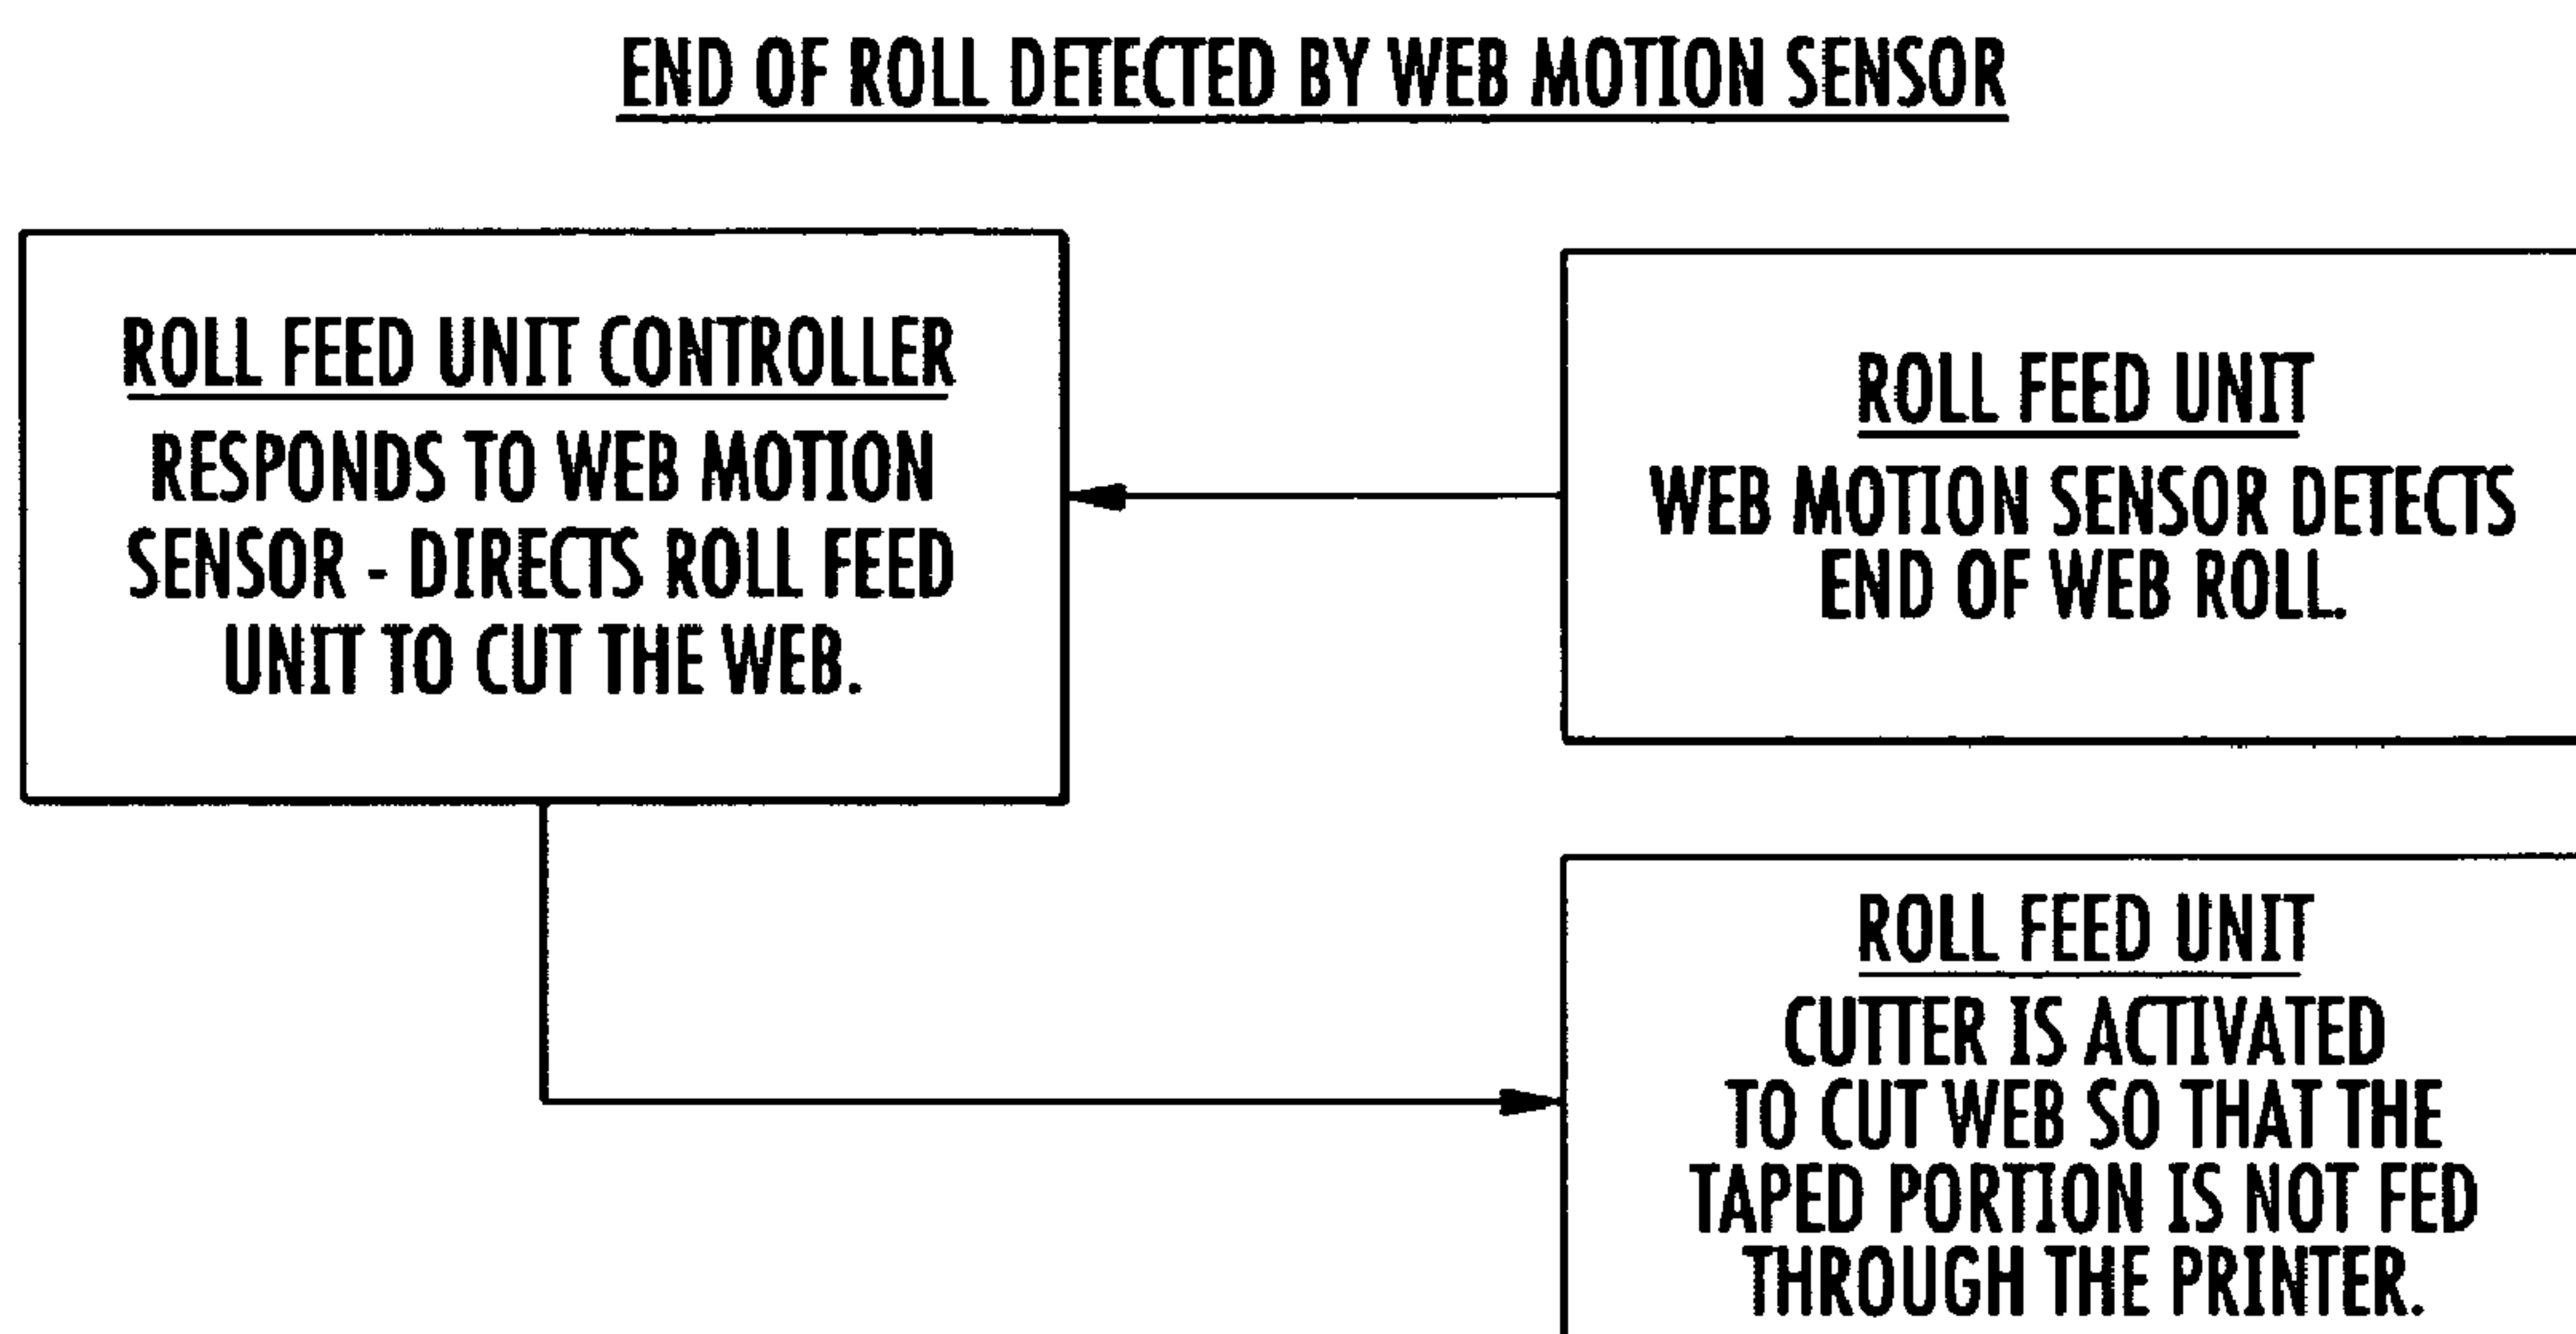 END OF ROLL DETECTED BY WEB MOTION SENSOR
ROLL FEED UNIT CONTROLLER
RESPONDS TO WEB MOTION
SENSOR - DIRECTS ROLL FEED
UNIT TO CUT THE WEB.
ROLL FEED UNIT
WEB MOTION SENSOR DETECTS
END OF WEB ROLL.
ROLL FEED UNIT
CUTTER IS ACTIVATED
TO CUT WEB SO THAT THE
TAPED PORTION IS NOT FED
THROUGH THE PRINTER.